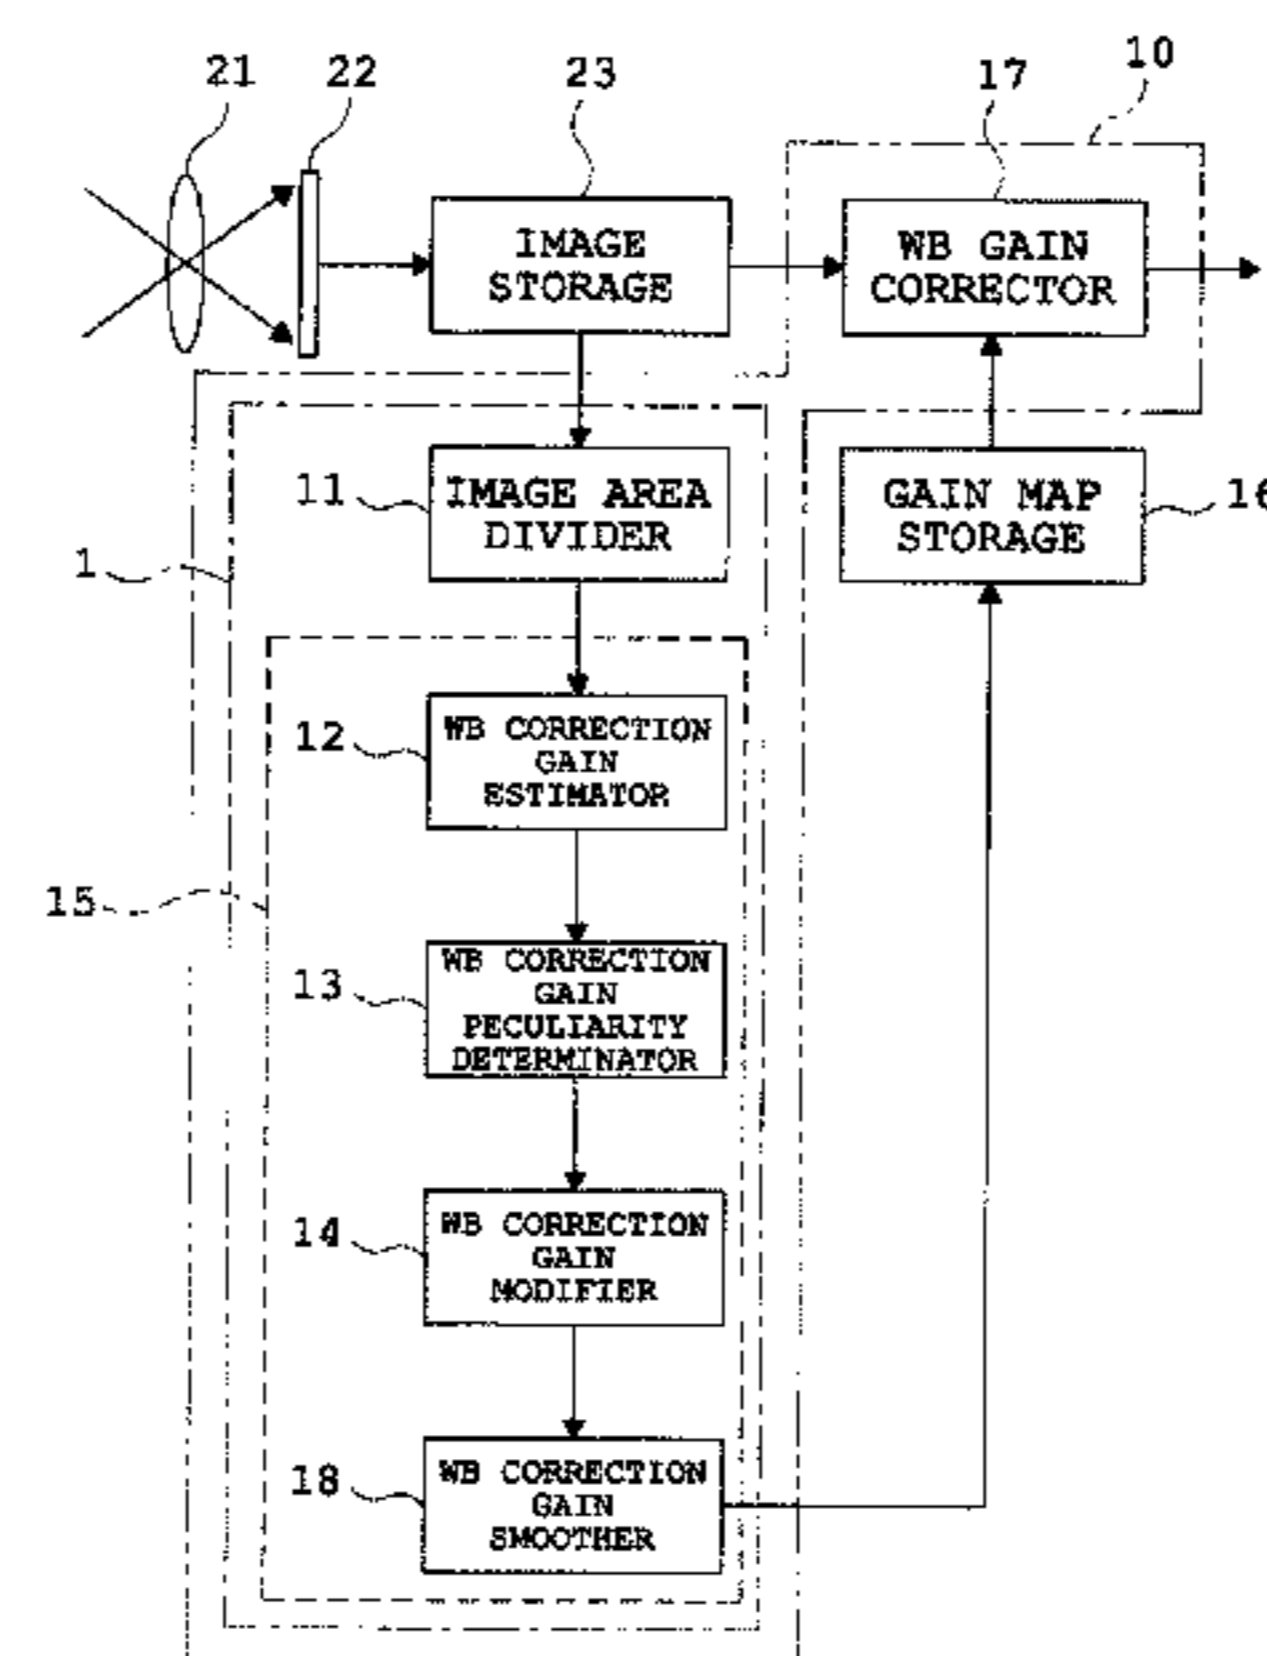 21
22
23
17
10
IMAGE
STORAGE
WB GAIN
CORRECTOR
11
IMAGE AREA
DIVIDER
GAIN MAP
STORAGE
16
1
12
WB CORRECTION
GAIN
ESTIMATOR
15
13
WB CORRECTION
GAIN
PECULIARITY
DETERMINATOR
14
WB CORRECTION
GAIN
MODIFIER
18
WB CORRECTION
GAIN
SMOOTHER